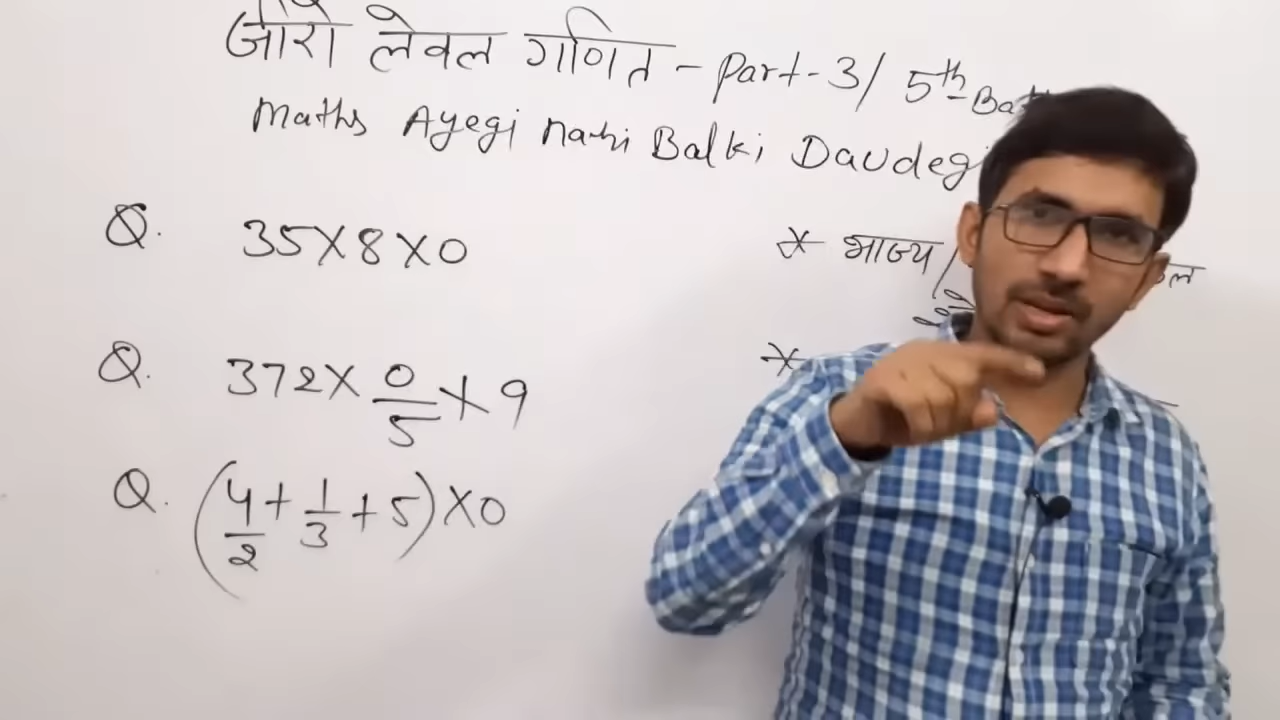 जीरो लेवल गणित - Part-3/ 5th
Maths Ayegi Nahi Balki Daudegi
Q. 35×8×0
* भाज्य/
Q. 372× 0/5 ×9
*
Q. (4/2 + 1/3 + 5)×0